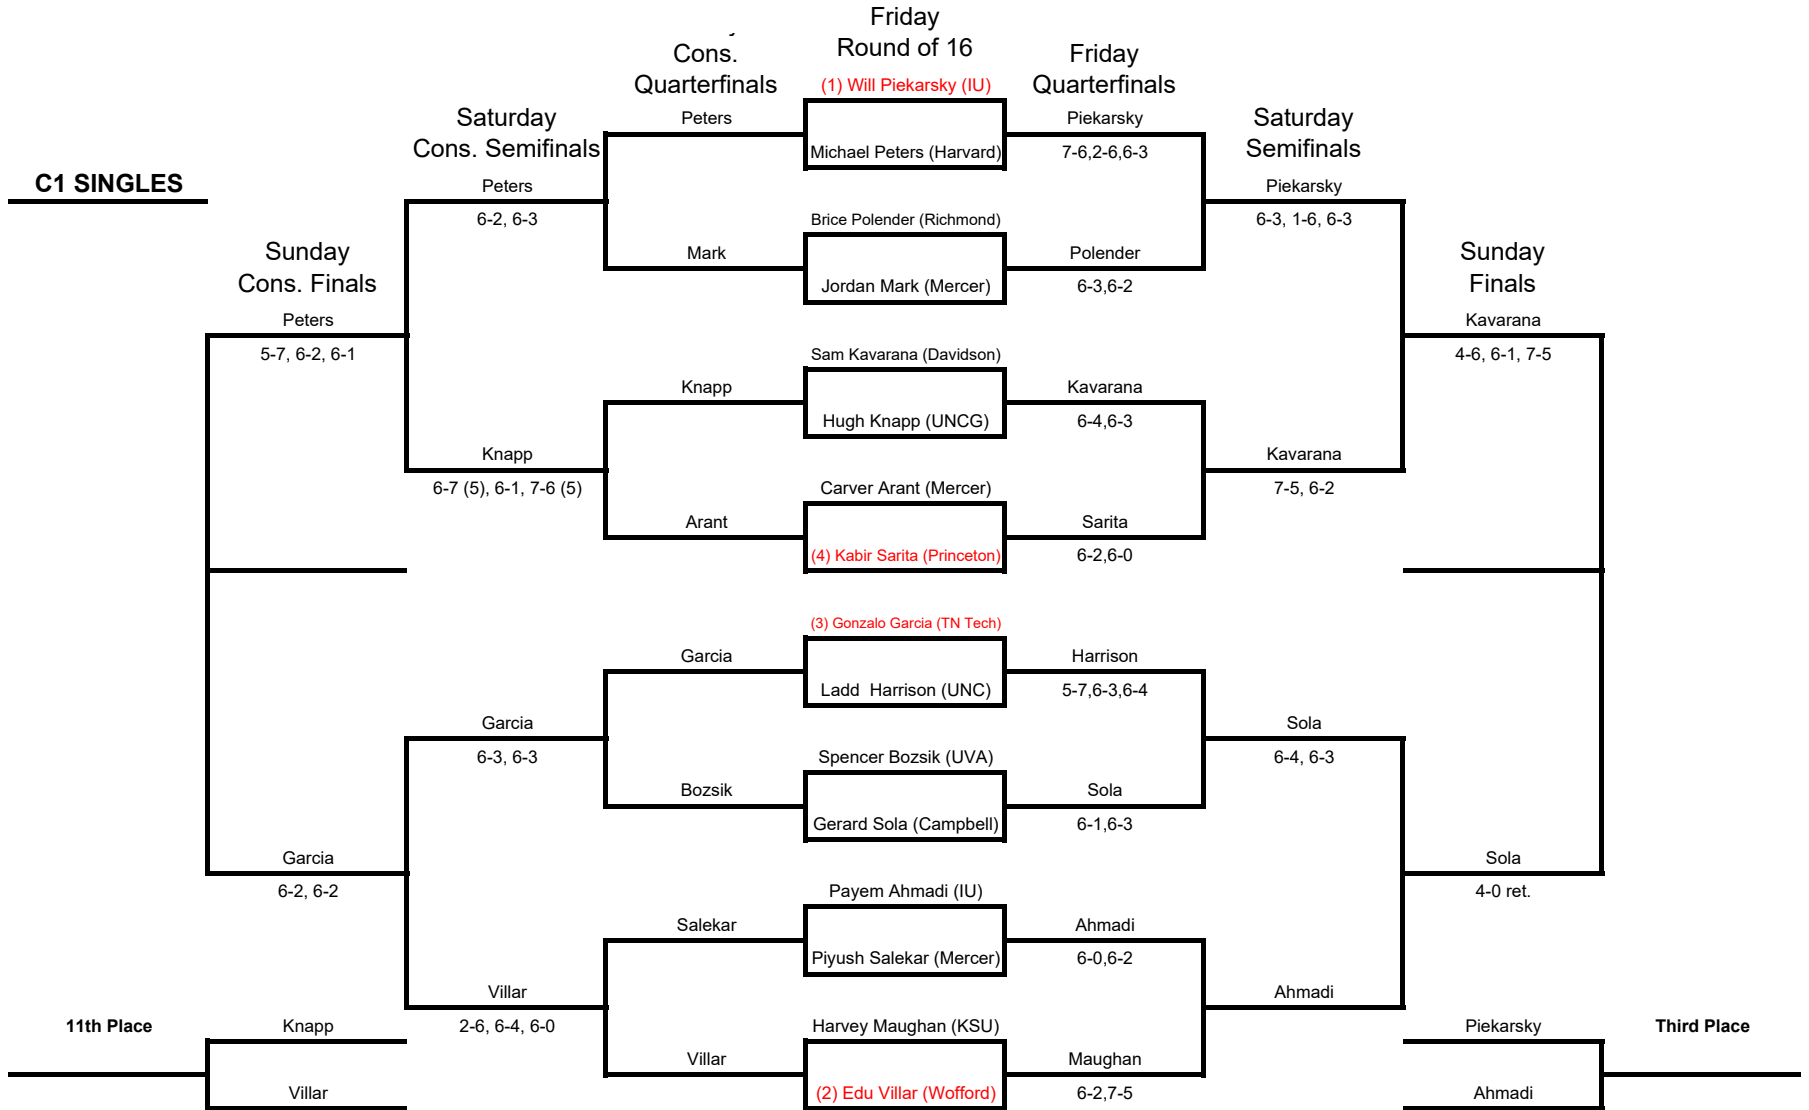 Friday
Round of 16
Cons.
Quarterfinals
Friday
Quarterfinals
(1) Will Piekarsky (IU)
Saturday
Cons. Semifinals
Peters
Piekarsky
Saturday
Semifinals
Michael Peters (Harvard)
7-6,2-6,6-3
C1 SINGLES
Peters
Piekarsky
6-2, 6-3
Brice Polender (Richmond)
6-3, 1-6, 6-3
Sunday
Cons. Finals
Mark
Polender
Sunday
Finals
Jordan Mark (Mercer)
6-3,6-2
Peters
Kavarana
5-7, 6-2, 6-1
Sam Kavarana (Davidson)
4-6, 6-1, 7-5
Knapp
Kavarana
Hugh Knapp (UNCG)
6-4,6-3
Knapp
Kavarana
6-7 (5), 6-1, 7-6 (5)
Carver Arant (Mercer)
7-5, 6-2
Arant
Sarita
(4) Kabir Sarita (Princeton)
6-2,6-0
(3) Gonzalo Garcia (TN Tech)
Garcia
Harrison
Ladd  Harrison (UNC)
5-7,6-3,6-4
Garcia
Sola
6-3, 6-3
Spencer Bozsik (UVA)
6-4, 6-3
Bozsik
Sola
Gerard Sola (Campbell)
6-1,6-3
Garcia
Sola
6-2, 6-2
Payem Ahmadi (IU)
4-0 ret.
Salekar
Ahmadi
Piyush Salekar (Mercer)
6-0,6-2
Villar
Ahmadi
11th Place
Knapp
2-6, 6-4, 6-0
Harvey Maughan (KSU)
Piekarsky
Third Place
Villar
Maughan
Villar
(2) Edu Villar (Wofford)
6-2,7-5
Ahmadi